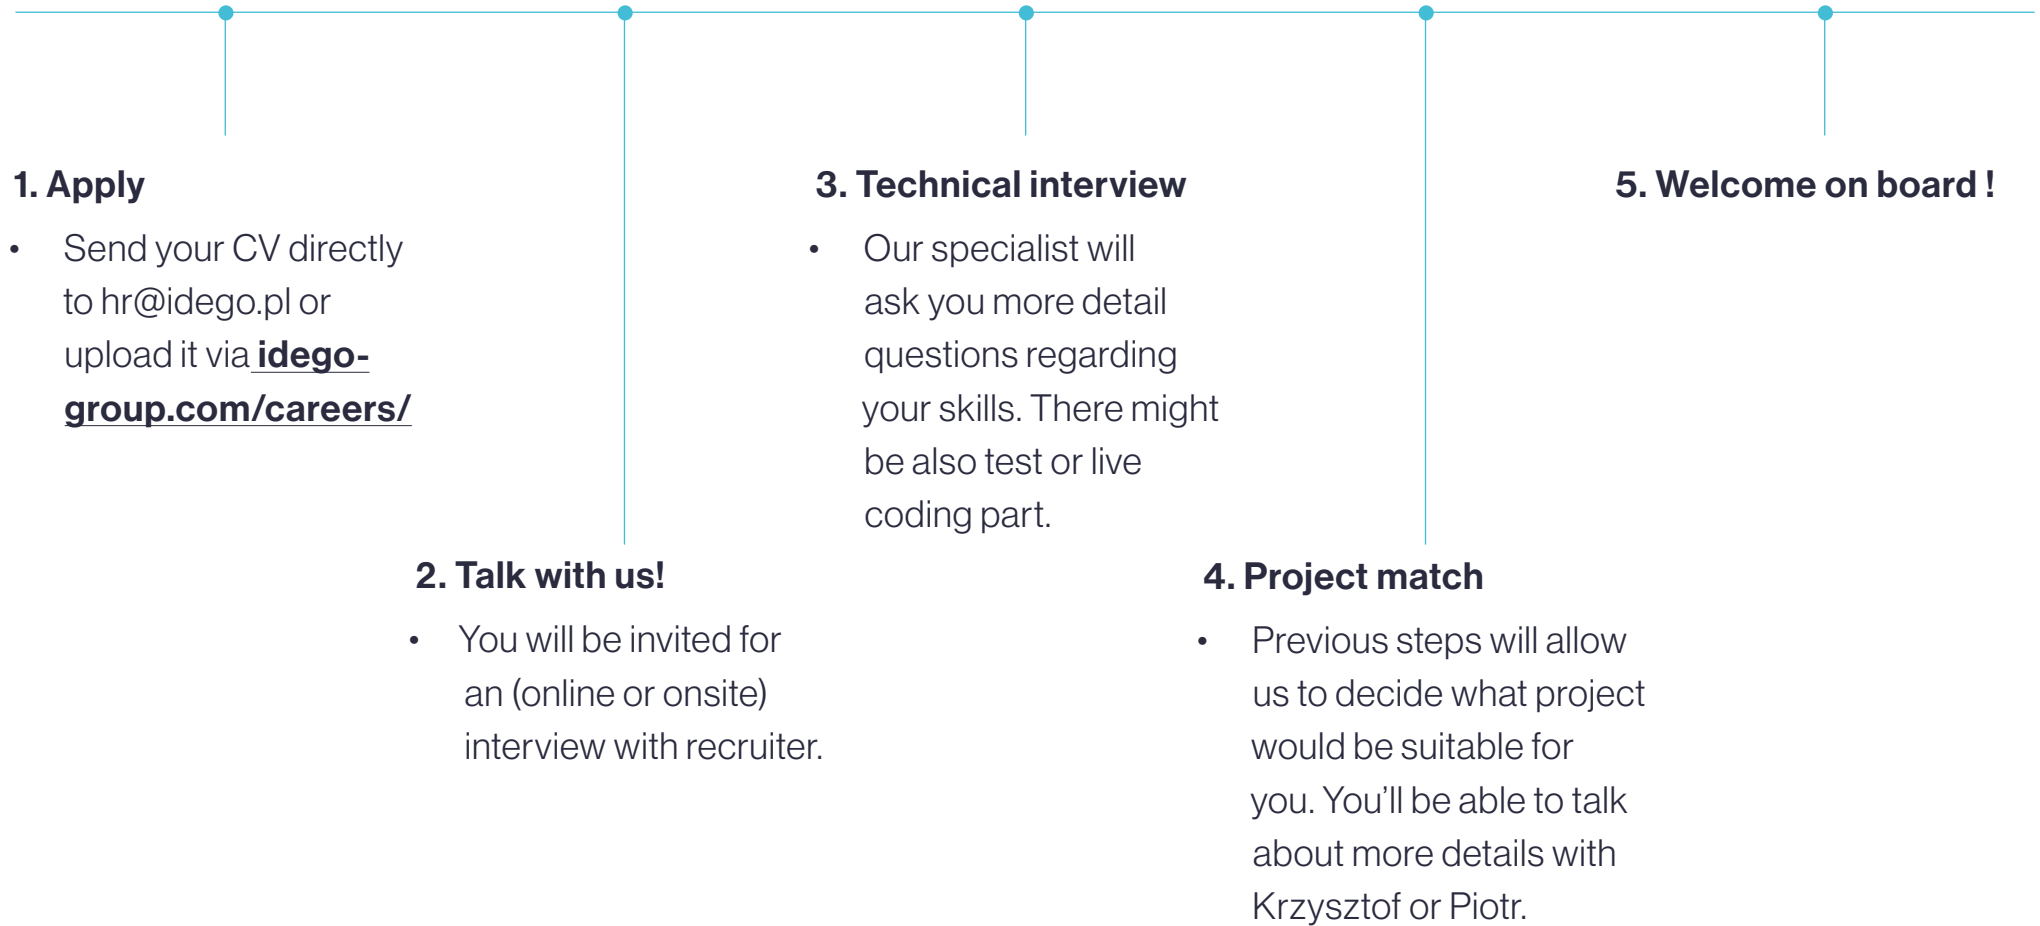 1. Apply
• Send your CV directly
to hr@idego.pl or
upload it via idego-
group.com/careers/
2. Talk with us!
• You will be invited for
an (online or onsite)
interview with recruiter.
3. Technical interview
• Our specialist will
ask you more detail
questions regarding
your skills. There might
be also test or live
coding part.
4. Project match
• Previous steps will allow
us to decide what project
would be suitable for
you. You’ll be able to talk
about more details with
Krzysztof or Piotr.
5. Welcome on board !